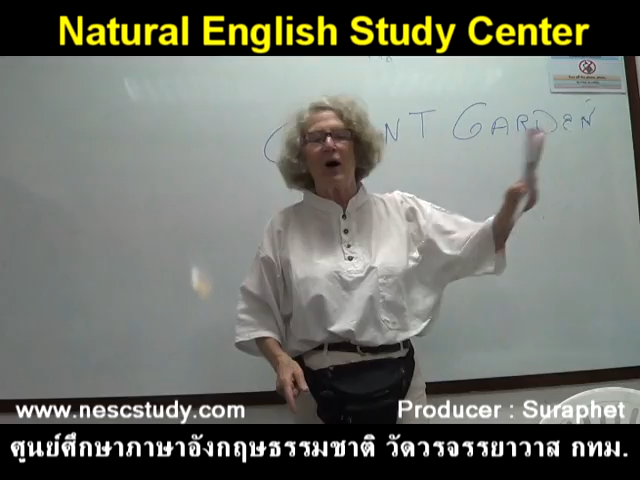 Natural English Study Center
GARDEN
www.nescstudy.com
Producer : Suraphet
ศูนย์ศึกษาภาษาอังกฤษธรรมชาติ วัดวรจรรยาวาส กทม.